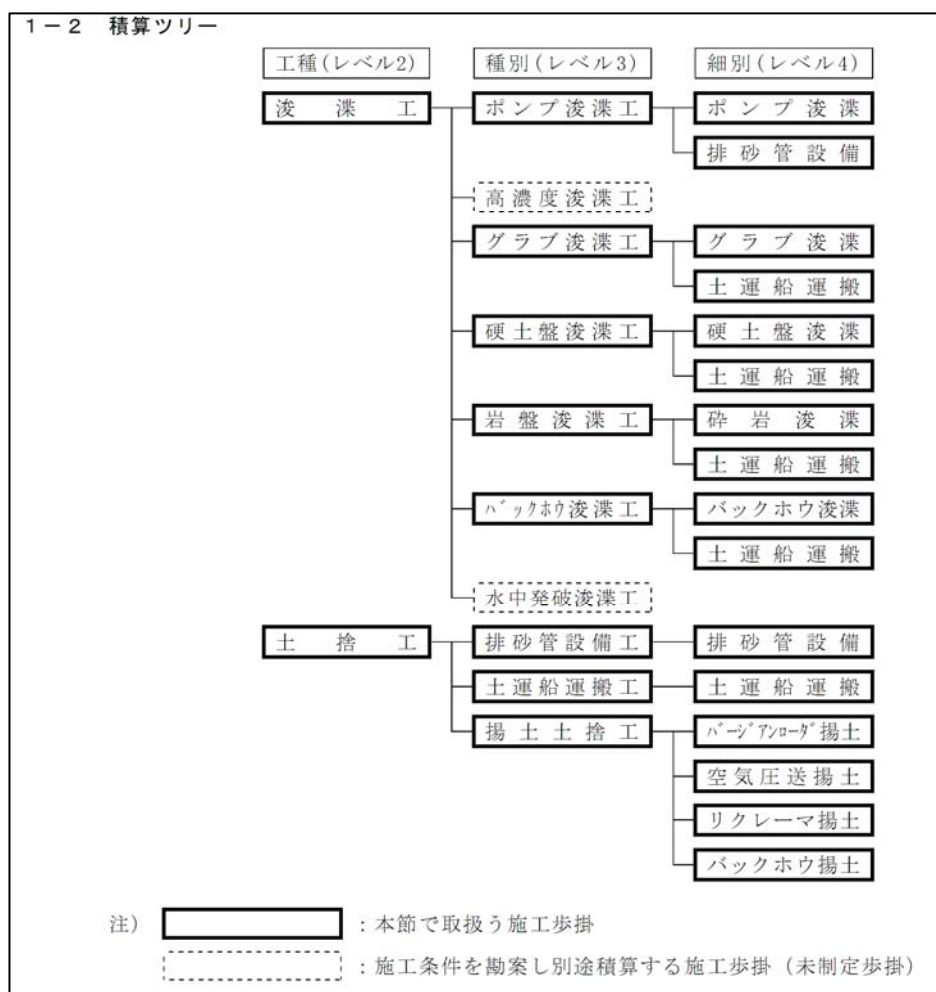 1－2 積算ツリー
工種(レベル2) 種別(レベル3) 細別(レベル4)
浚渫工 ポンプ浚渫工 ポンプ浚渫
排砂管設備
高濃度浚渫工
グラブ浚渫工 グラブ浚渫
土運船運搬
硬土盤浚渫工 硬土盤浚渫
土運船運搬
岩盤浚渫工 砕岩浚渫
土運船運搬
ﾊﾞｯｸﾎｳ浚渫工 バックホウ浚渫
土運船運搬
水中発破浚渫工
土捨工 排砂管設備工 排砂管設備
土運船運搬工 土運船運搬
揚土土捨工 ﾊﾞｰｼﾞｱﾝﾛｰﾀﾞ揚土
空気圧送揚土
リクレーマ揚土
バックホウ揚土
注） ：本節で取扱う施工歩掛
：施工条件を勘案し別途積算する施工歩掛（未制定歩掛）